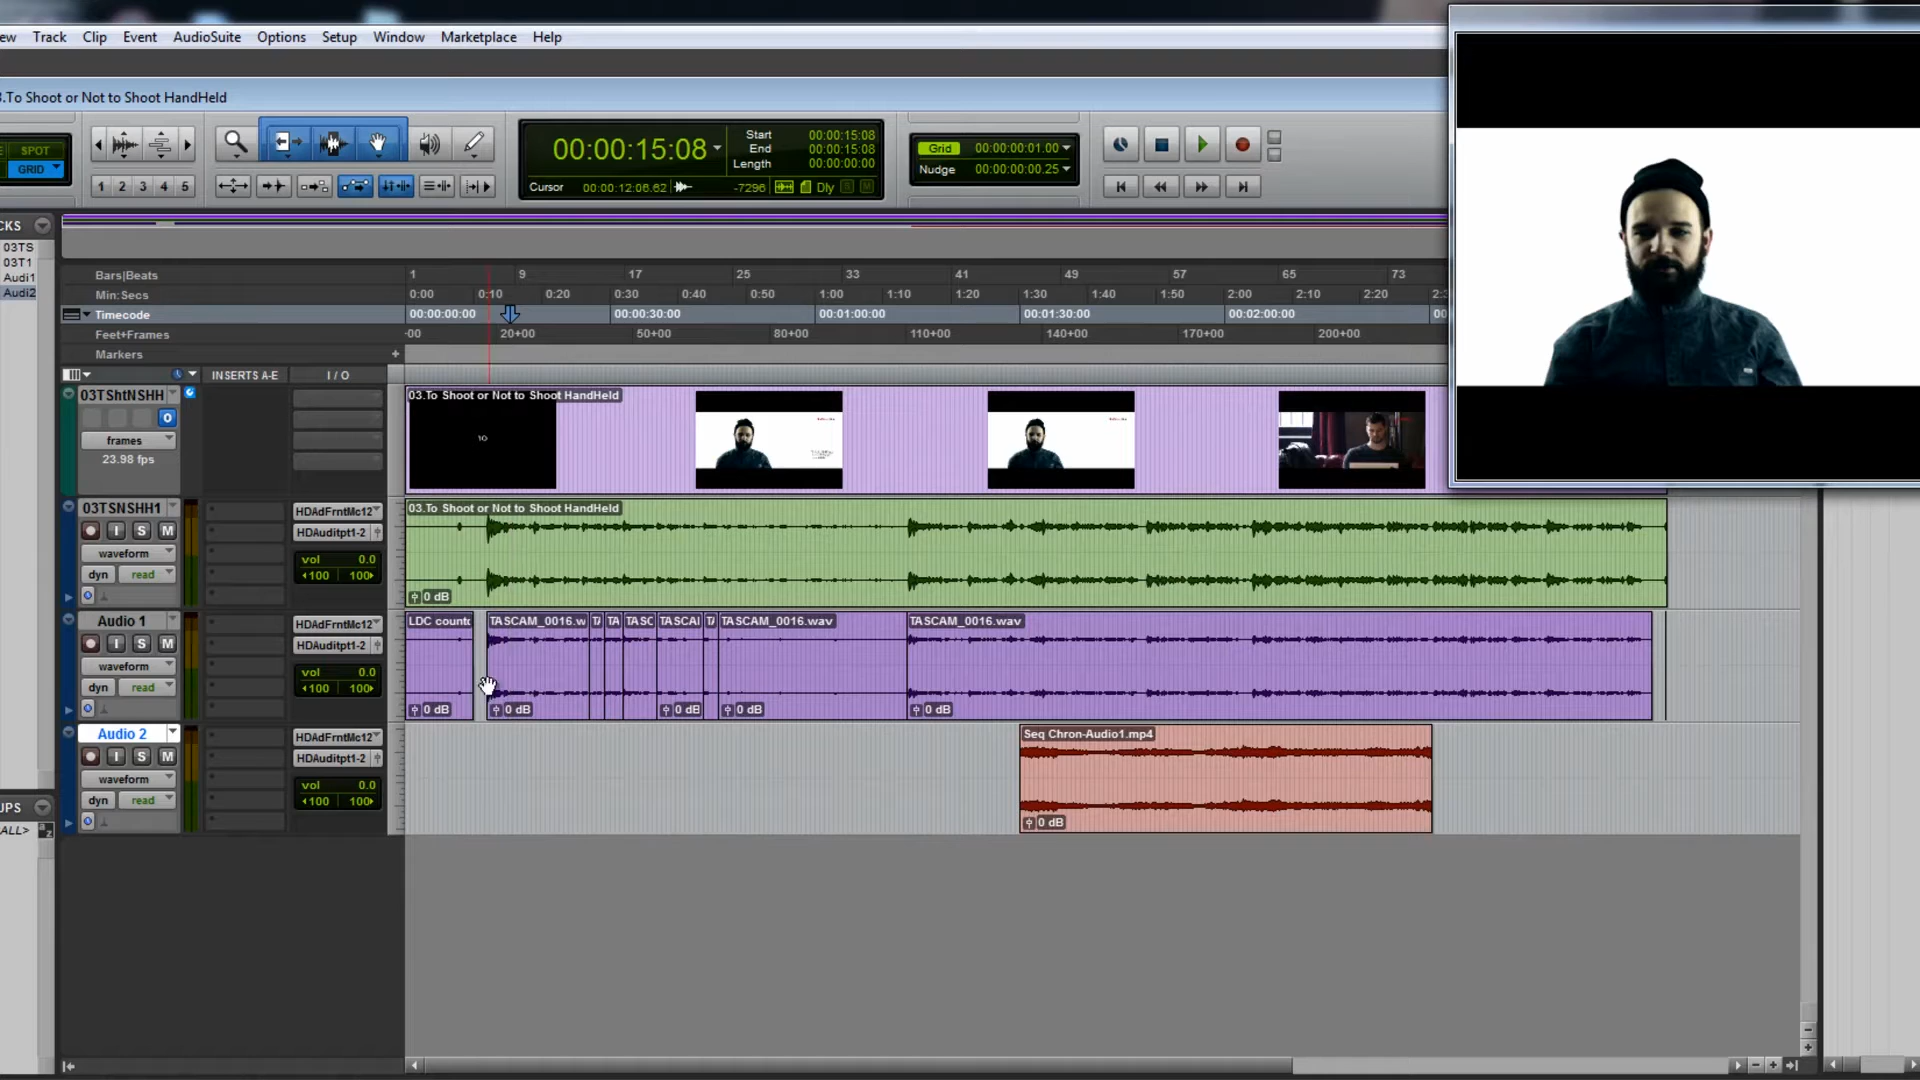 ew Track Clip Event AudioSuite Options Setup Window Marketplace Help
3.To Shoot or Not to Shoot HandHeld
SPOT
GRID
1 2 3 4 5
00:00:15:08
Start 00:00:15:08
End 00:00:15:08
Length 00:00:00:00
Cursor 00:00:12:06.62 -7296 Dly
Grid 00:00:00:01.00
Nudge 00:00:00:00.25
CKS
03TS
03T1
Audi1
Audi2
Bars|Beats 1 9 17 25 33 41 49 57 65 73
Min:Secs 0:00 0:10 0:20 0:30 0:40 0:50 1:00 1:10 1:20 1:30 1:40 1:50 2:00 2:10 2:20 2:
Timecode 00:00:00:00 00:00:30:00 00:01:00:00 00:01:30:00 00:02:00:00 00
Feet+Frames -00 20+00 50+00 80+00 110+00 140+00 170+00 200+00
Markers +
INSERTS A-E I / O
03TShtNSHH
O
frames
23.98 fps
03.To Shoot or Not to Shoot HandHeld
10
03TSNSHH1
I S M
waveform
dyn read
HDAdFrntMc12
HDAuditpt1-2
vol 0.0
100 100
03.To Shoot or Not to Shoot HandHeld
0 dB
Audio 1
I S M
waveform
dyn read
HDAdFrntMc12
HDAuditpt1-2
vol 0.0
100 100
LDC countd TASCAM_0016.w TA TA TASC TASCAI TA TASCAM_0016.wav TASCAM_0016.wav
0 dB 0 dB 0 dB 0 dB 0 dB
Audio 2
I S M
waveform
dyn read
HDAdFrntMc12
HDAuditpt1-2
vol 0.0
100 100
Seq Chron-Audio1.mp4
0 dB
UPS
ALL>
a z